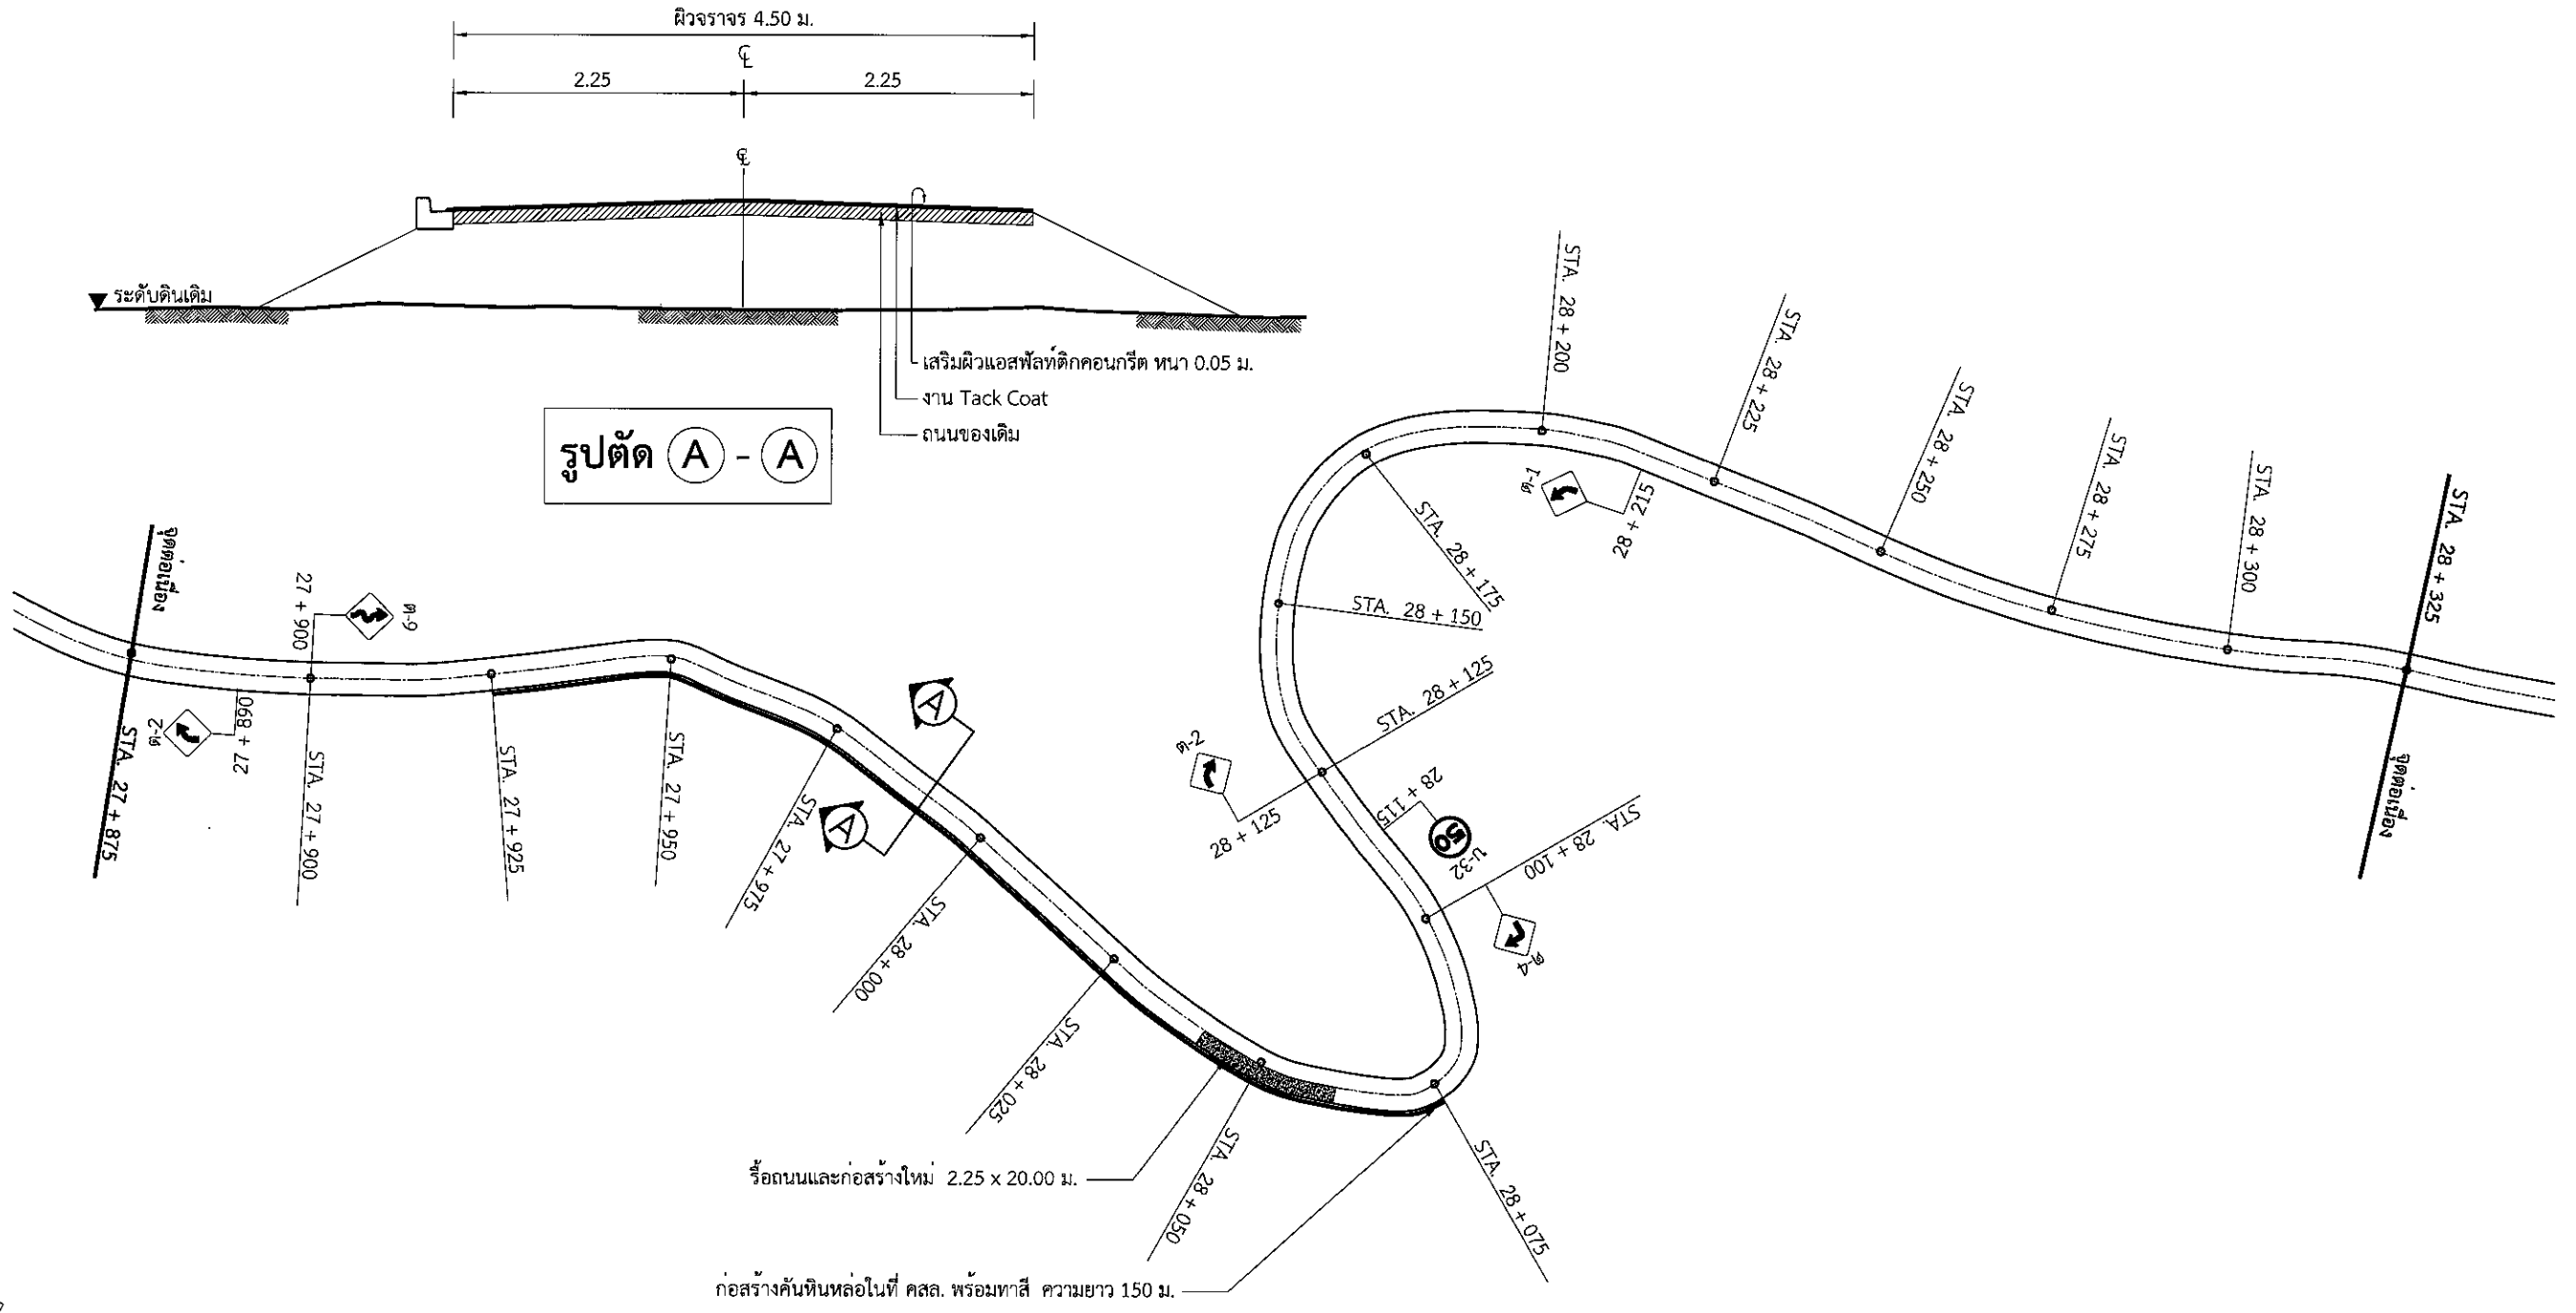 ผิวจราจร 4.50 ม.
℄
2.25
2.25
℄
ระดับดินเดิม
เสริมผิวแอสฟัลท์ติกคอนกรีต หนา 0.05 ม.
งาน Tack Coat
ถนนของเดิม
รูปตัด A - A
จุดต่อเนื่อง
STA. 27 + 875
ต-2
27 + 890
27 + 900
ต-9
STA. 27 + 900
STA. 27 + 925
STA. 27 + 950
STA. 27 + 975
A
A
STA. 28 + 000
STA. 28 + 025
STA. 28 + 050
STA. 28 + 075
รื้อถนนและก่อสร้างใหม่ 2.25 x 20.00 ม.
ก่อสร้างคันหินหล่อในที่ คสล. พร้อมทาสี ความยาว 150 ม.
ต-4
STA. 28 + 100
28 + 115
50
บ-32
STA. 28 + 125
28 + 125
ต-2
STA. 28 + 150
STA. 28 + 175
STA. 28 + 200
ต-1
28 + 215
STA. 28 + 225
STA. 28 + 250
STA. 28 + 275
STA. 28 + 300
STA. 28 + 325
จุดต่อเนื่อง